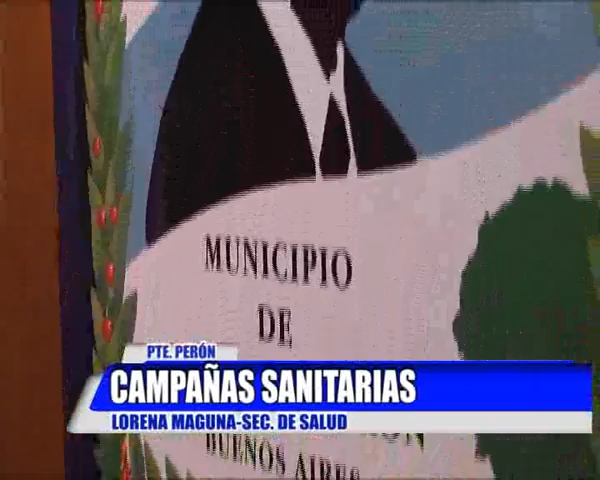 MUNICIPIO
DE
PTE. PERÓN
CAMPAÑAS SANITARIAS
LORENA MAGUNA-SEC. DE SALUD
BUENOS AIRES